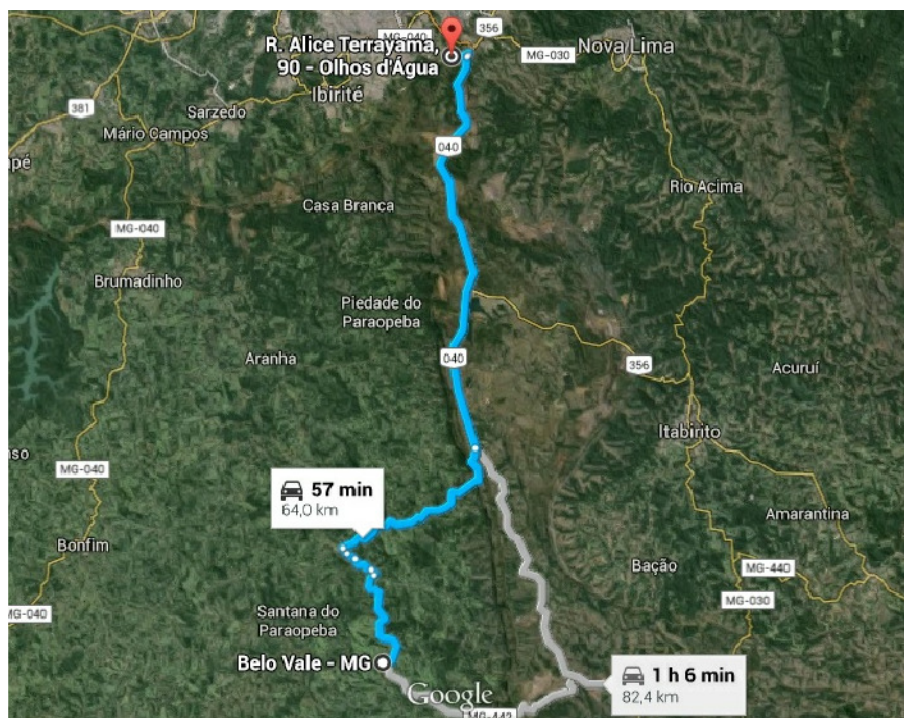 MG-040
356
R. Alice Terrayama,
90 - Olhos d'Água
MG-030
Nova Lima
Ibirité
381
Sarzedo
Mário Campos
040
Rio Acima
Casa Branca
MG-040
Brumadinho
Piedade do
Paraopeba
Aranha
040
356
Acuruí
Itabirito
MG-040
57 min
64,0 km
Amarantina
Bonfim
Bação
MG-440
MG-030
MG-040
Santana do
Paraopeba
Belo Vale - MG
1 h 6 min
82,4 km
Google